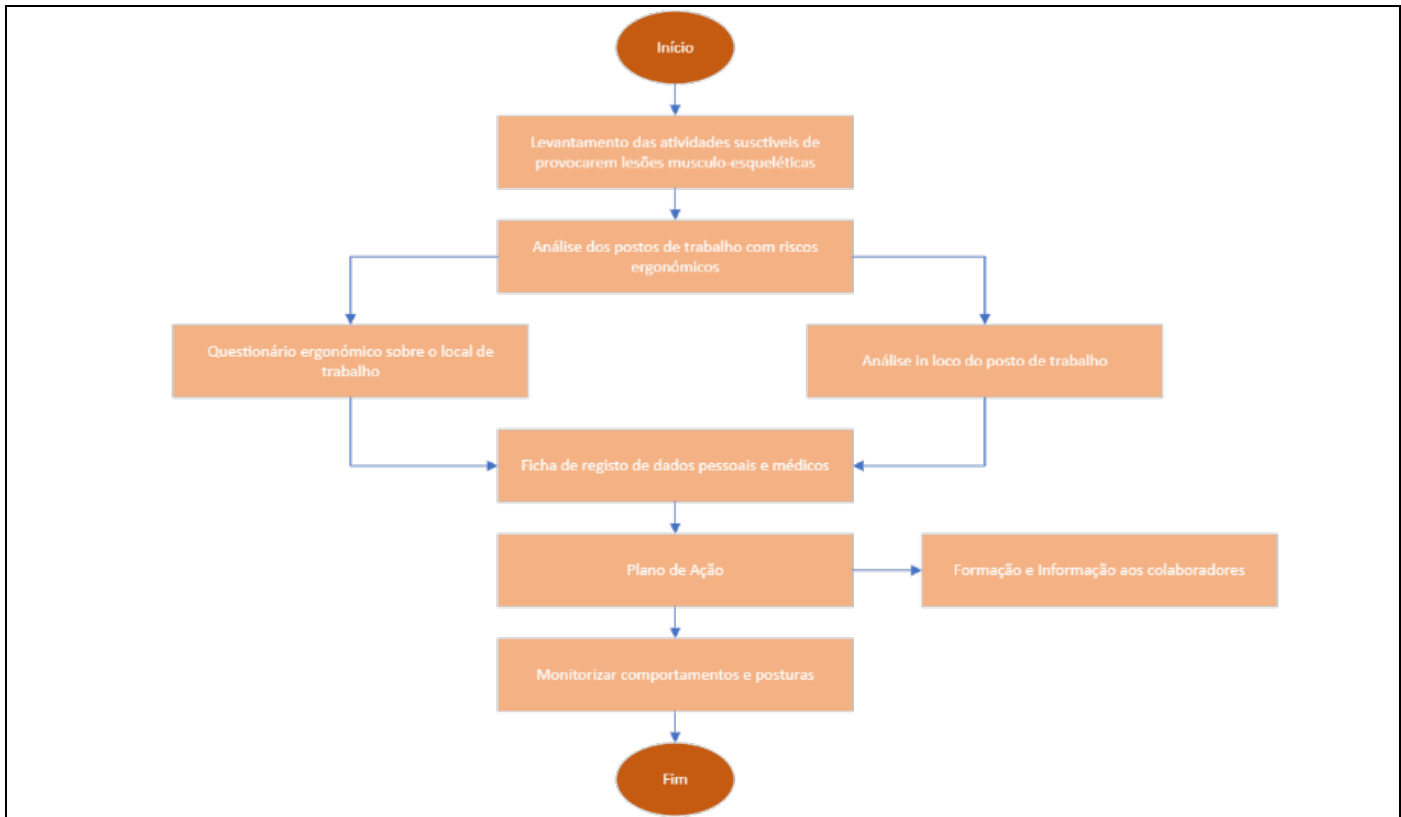 Início
Levantamento das atividades susctiveis de
provocarem lesões musculo-esqueléticas
Análise dos postos de trabalho com riscos
ergonómicos
Questionário ergonómico sobre o local de
trabalho
Análise in loco do posto de trabalho
Ficha de registo de dados pessoais e médicos
Plano de Ação
Formação e Informação aos colaboradores
Monitorizar comportamentos e posturas
Fim